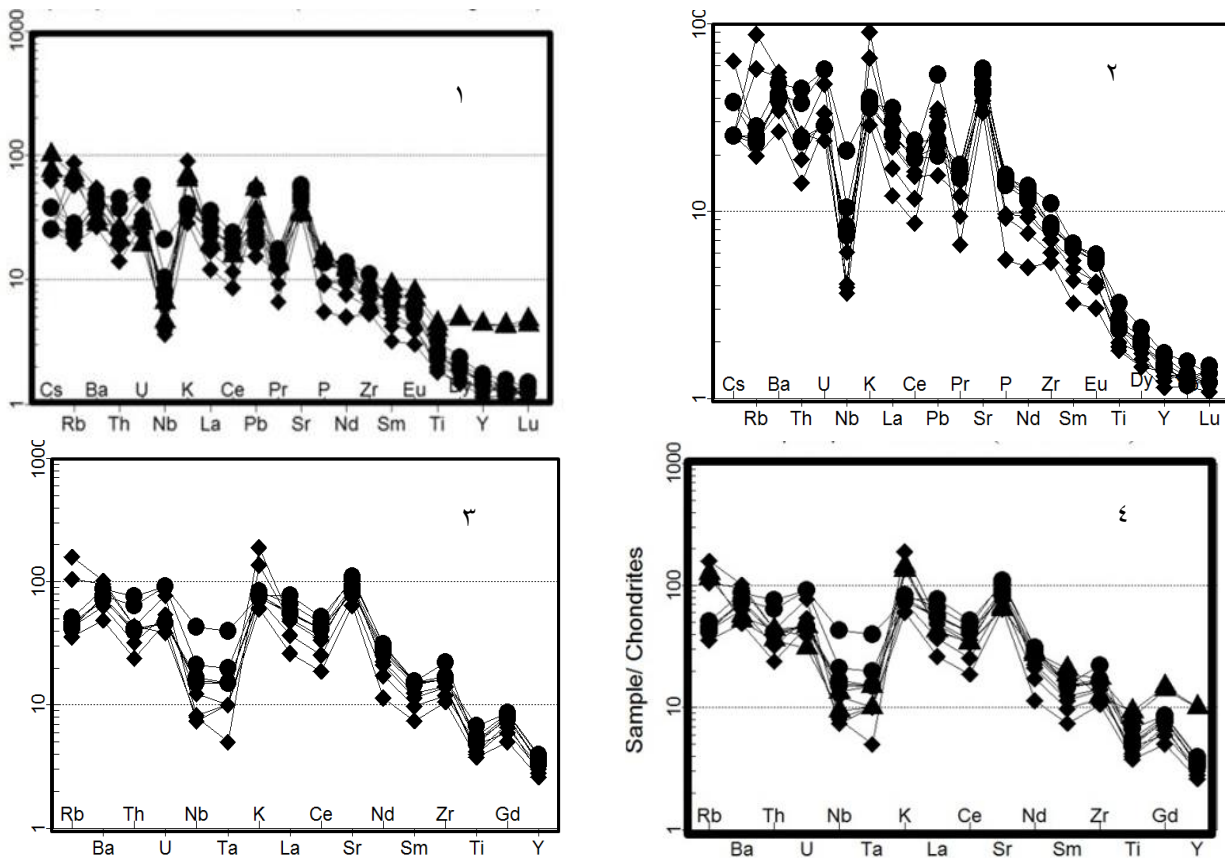 1000
100
10
1
١
Cs Ba U K Ce Pr P Zr Eu Dy
Rb Th Nb La Pb Sr Nd Sm Ti Y Lu
100
10
1
٢
Cs Ba U K Ce Pr P Zr Eu Dy
Rb Th Nb La Pb Sr Nd Sm Ti Y Lu
1000
100
10
1
٣
Rb Th Nb K Ce Nd Zr Gd
Ba U Ta La Sr Sm Ti Y
Sample/ Chondrites
1000
100
10
1
٤
Rb Th Nb K Ce Nd Zr Gd
Ba U Ta La Sr Sm Ti Y